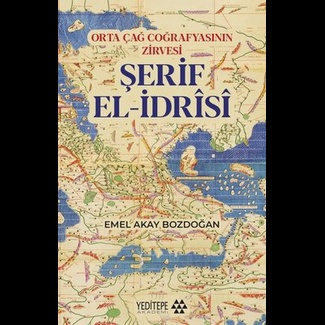 ORTA ÇAĞ COĞRAFYASININ
ZİRVESİ
ŞERİF
EL-İDRÎSÎ
EMEL AKAY BOZDOĞAN
YEDİTEPE
AKADEMİ